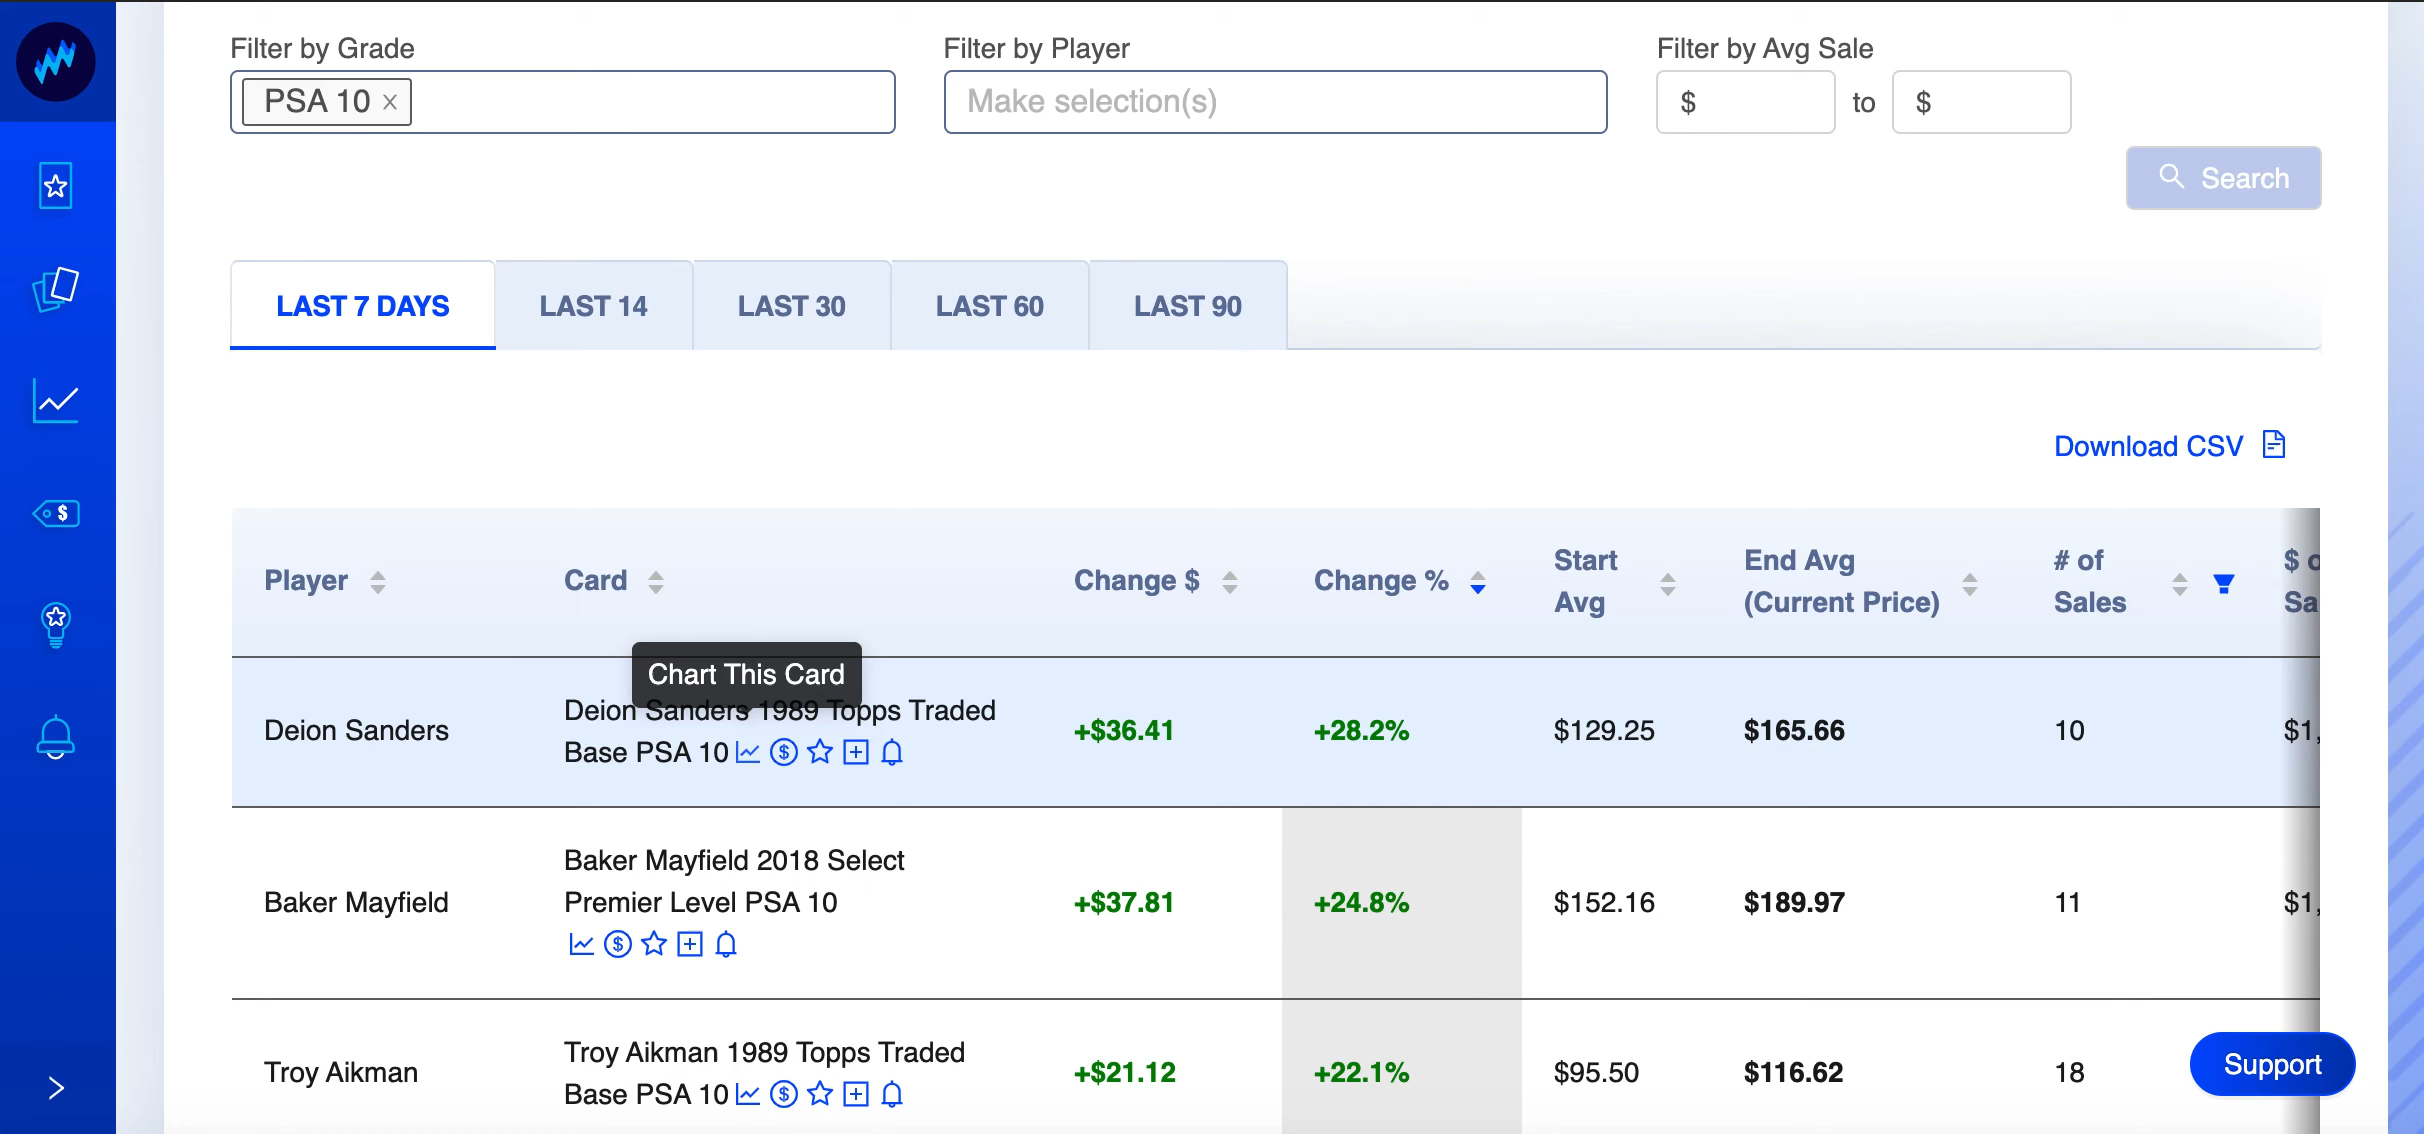 Filter by Grade
Filter by Player
Filter by Avg Sale
PSA 10 ×
Make selection(s)
$ to $
Search
LAST 7 DAYS
LAST 14
LAST 30
LAST 60
LAST 90
Download CSV
Player
Card
Change $
Change %
Start
Avg
End Avg
(Current Price)
# of
Sales
$ o
Sa
Chart This Card
Deion Sanders
Deion Sanders 1989 Topps Traded
Base PSA 10
+$36.41
+28.2%
$129.25
$165.66
10
$1,
Baker Mayfield
Baker Mayfield 2018 Select
Premier Level PSA 10
+$37.81
+24.8%
$152.16
$189.97
11
$1,
Troy Aikman
Troy Aikman 1989 Topps Traded
Base PSA 10
+$21.12
+22.1%
$95.50
$116.62
18
Support